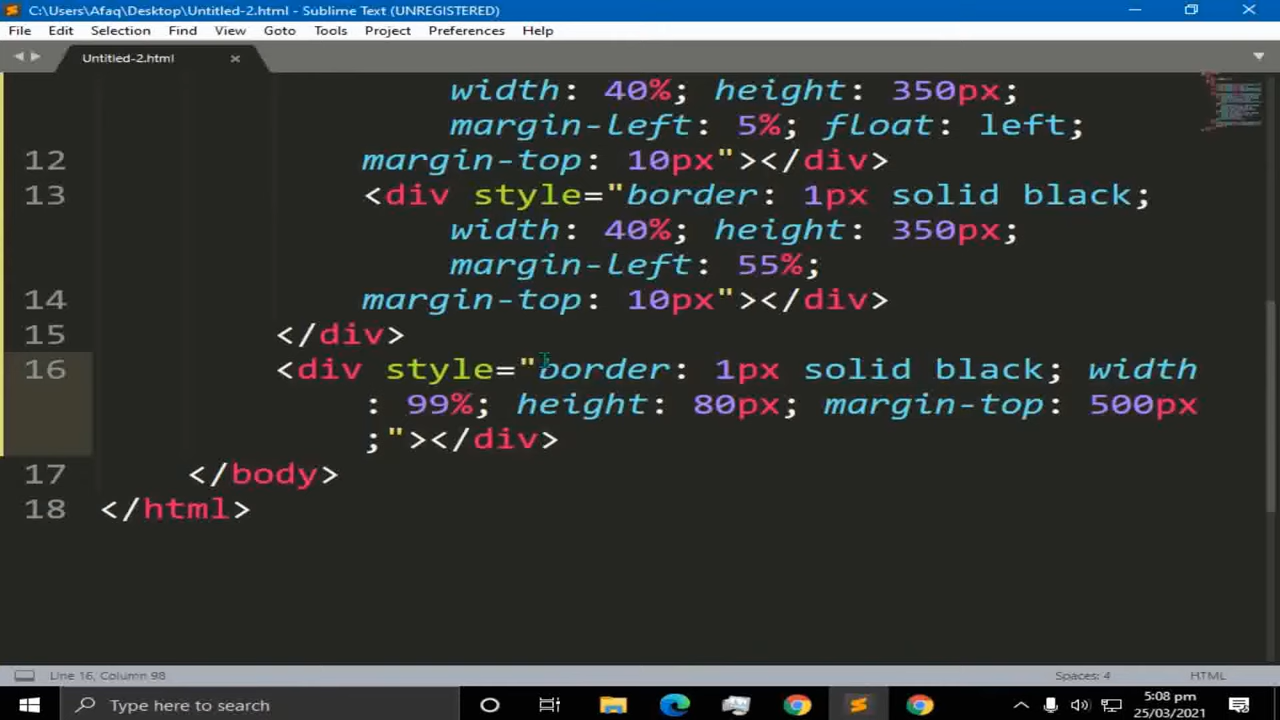 C:\Users\Afaq\Desktop\Untitled-2.html - Sublime Text (UNREGISTERED)
File Edit Selection Find View Goto Tools Project Preferences Help
Untitled-2.html ×
width: 40%; height: 350px;
margin-left: 5%; float: left;
12 margin-top: 10px"></div>
13 <div style="border: 1px solid black;
width: 40%; height: 350px;
margin-left: 55%;
14 margin-top: 10px"></div>
15 </div>
16 <div style="border: 1px solid black; width
: 99%; height: 80px; margin-top: 500px
;"></div>
17 </body>
18 </html>
Line 16, Column 98 Spaces: 4 HTML
Type here to search
5:08 pm
25/03/2021